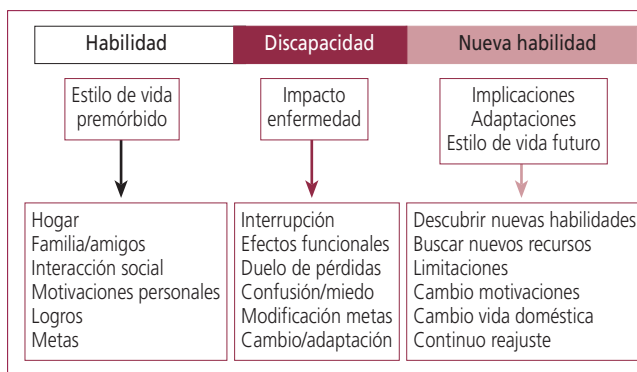 Habilidad
Discapacidad
Nueva habilidad
Estilo de vida
premórbido
Impacto
enfermedad
Implicaciones
Adaptaciones
Estilo de vida futuro
Hogar
Familia/amigos
Interacción social
Motivaciones personales
Logros
Metas
Interrupción
Efectos funcionales
Duelo de pérdidas
Confusión/miedo
Modificación metas
Cambio/adaptación
Descubrir nuevas habilidades
Buscar nuevos recursos
Limitaciones
Cambio motivaciones
Cambio vida doméstica
Continuo reajuste